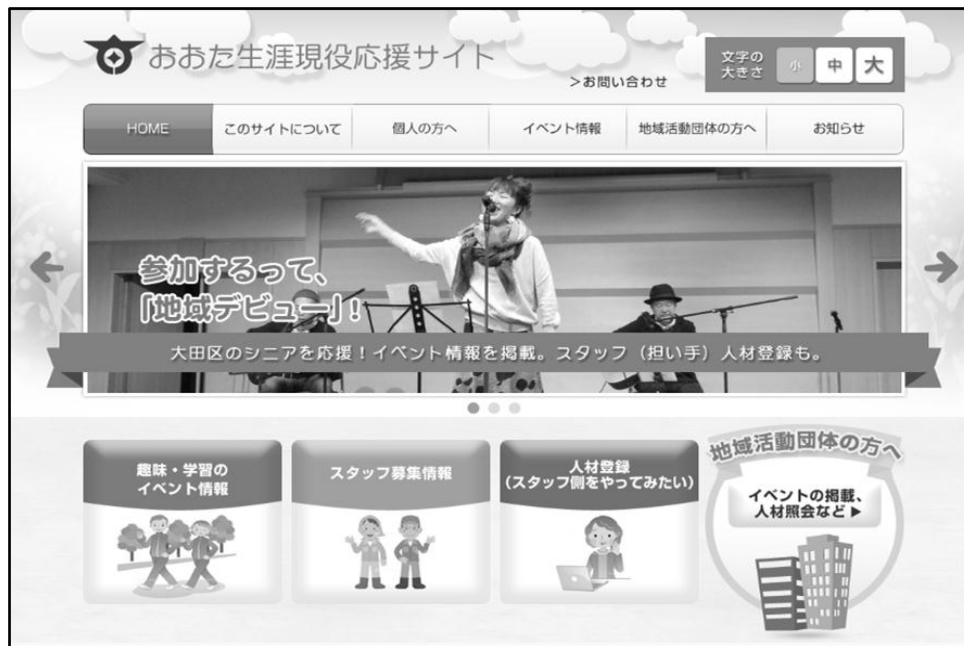 おおた生涯現役応援サイト
>お問い合わせ
文字の
大きさ
小 中 大
HOME
このサイトについて
個人の方へ
イベント情報
地域活動団体の方へ
お知らせ
参加するって、
「地域デビュー」!
大田区のシニアを応援！イベント情報を掲載。スタッフ（担い手）人材登録も。
趣味・学習の
イベント情報
スタッフ募集情報
人材登録
(スタッフ側をやってみたい)
地域活動団体の方へ
イベントの掲載、
人材照会など▶